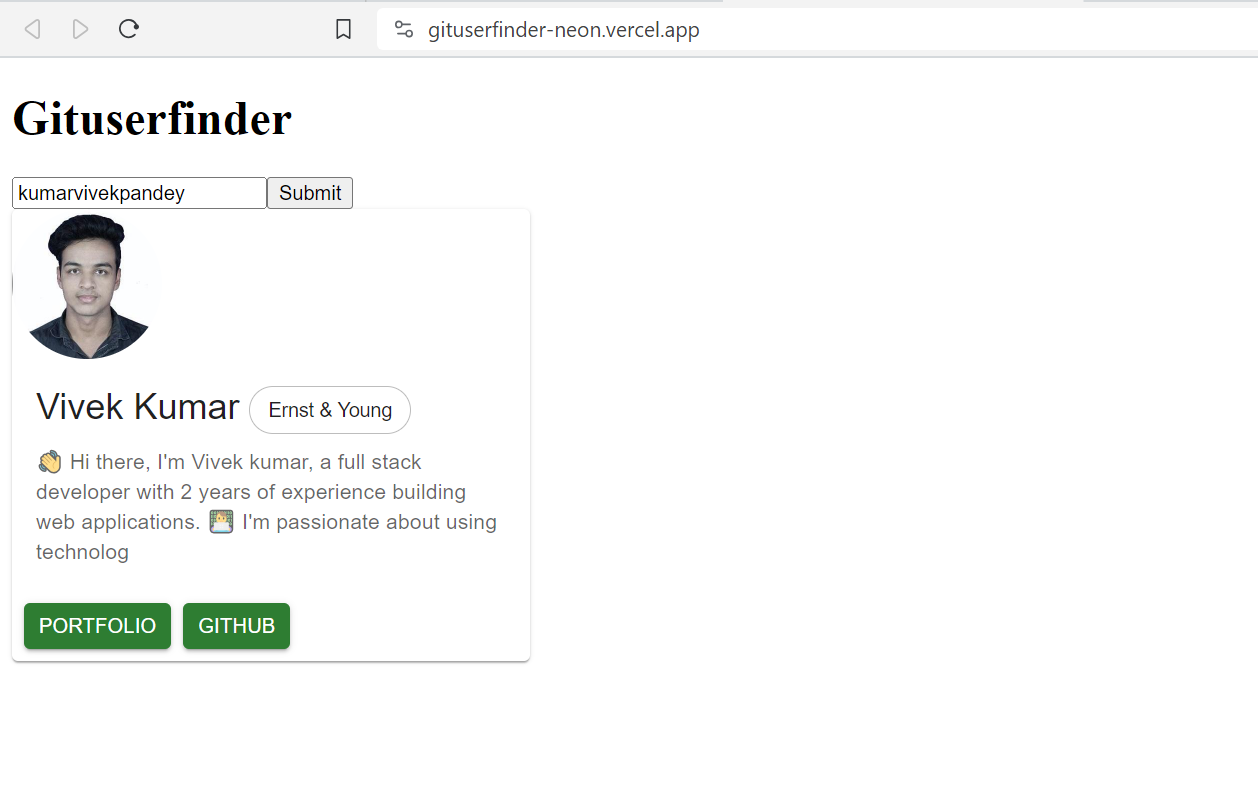 gituserfinder-neon.vercel.app
Gituserfinder
kumarvivekpandey Submit
Vivek Kumar Ernst & Young
👋 Hi there, I'm Vivek kumar, a full stack
developer with 2 years of experience building
web applications. 👨‍💻 I'm passionate about using
technolog
PORTFOLIO GITHUB